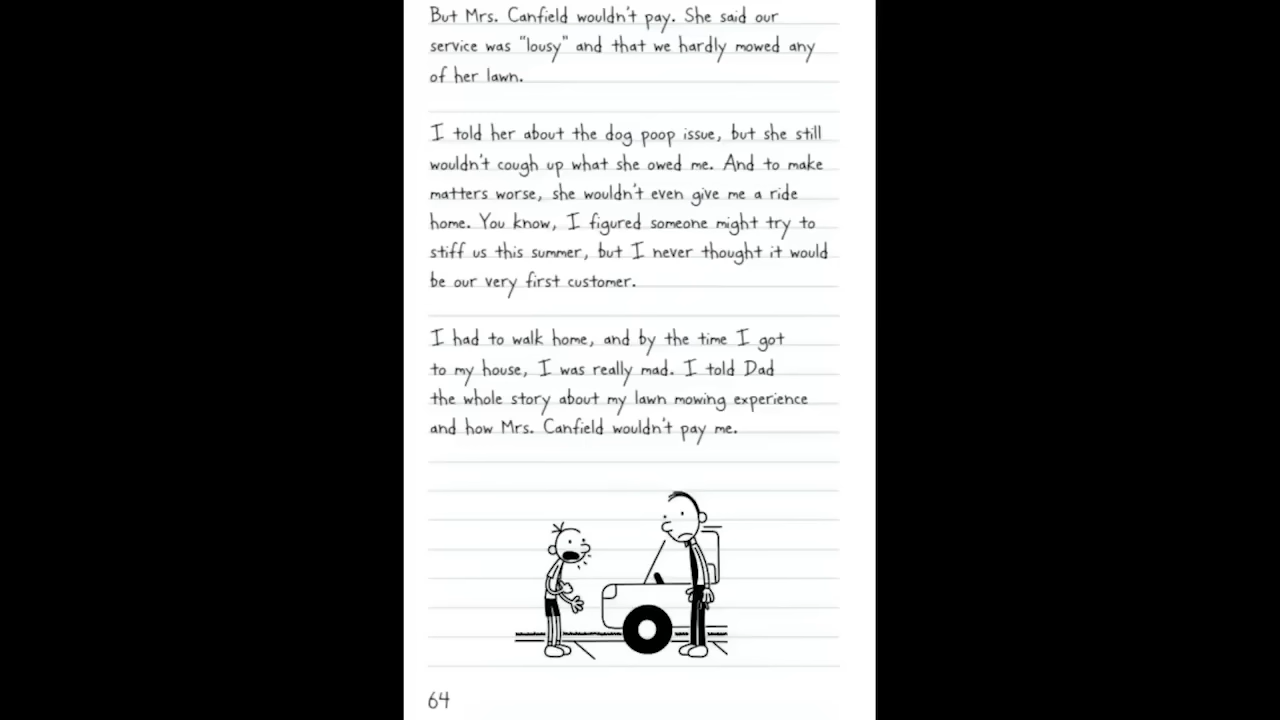 But Mrs. Canfield wouldn't pay. She said our
service was "lousy" and that we hardly mowed any
of her lawn.
I told her about the dog poop issue, but she still
wouldn't cough up what she owed me. And to make
matters worse, she wouldn't even give me a ride
home. You know, I figured someone might try to
stiff us this summer, but I never thought it would
be our very first customer.
I had to walk home, and by the time I got
to my house, I was really mad. I told Dad
the whole story about my lawn mowing experience
and how Mrs. Canfield wouldn't pay me.
64